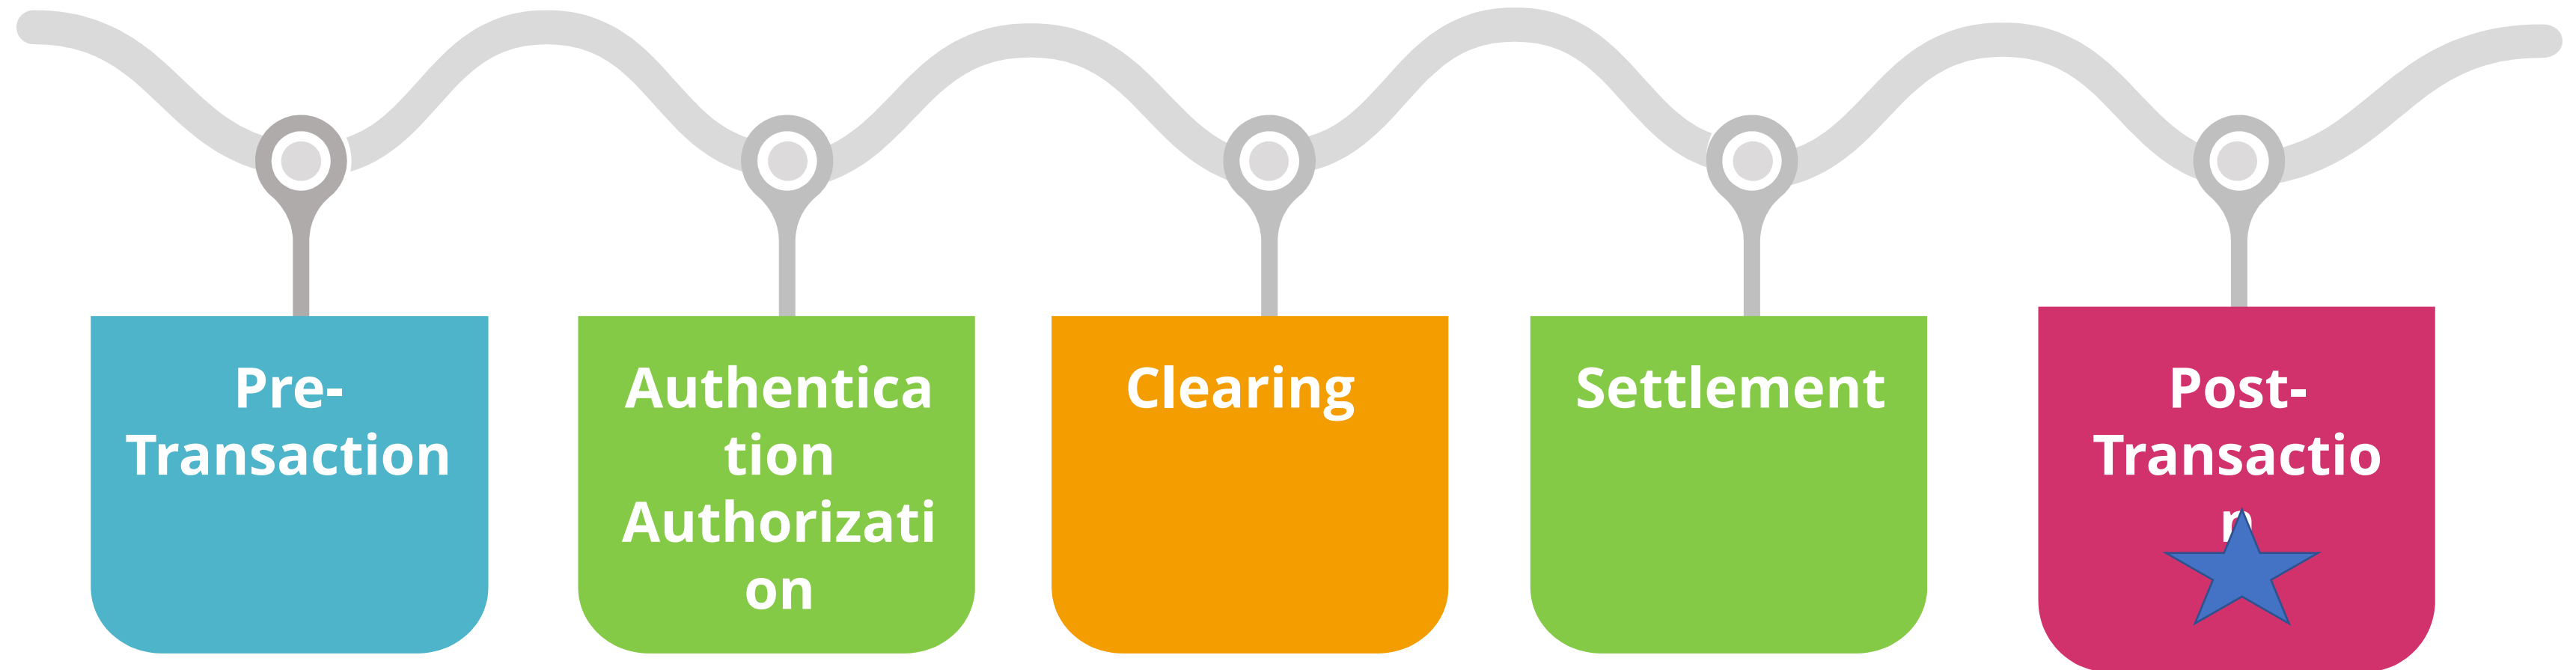 Pre-
Transaction
Authentica
tion
Authorizati
on
Clearing
Settlement
Post-
Transactio
n